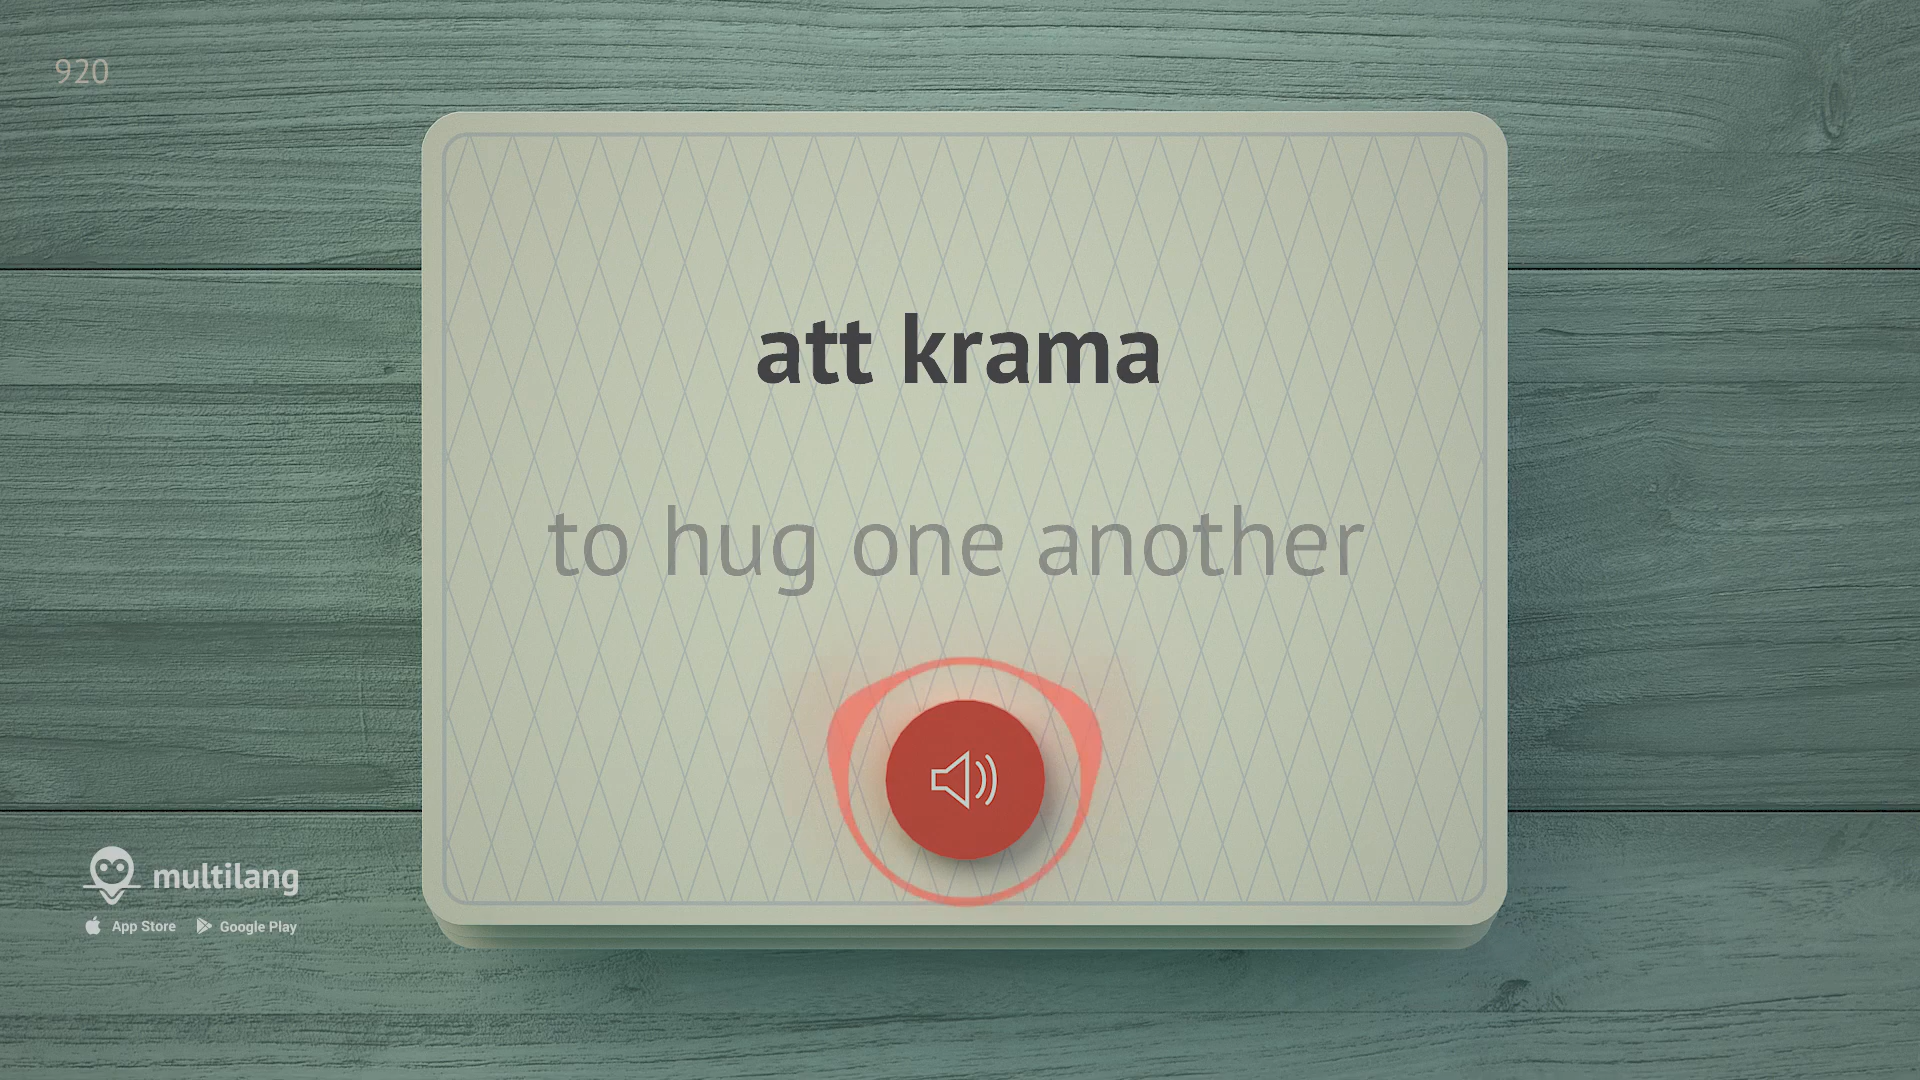 920
att krama
to hug one another
multilang
App Store Google Play